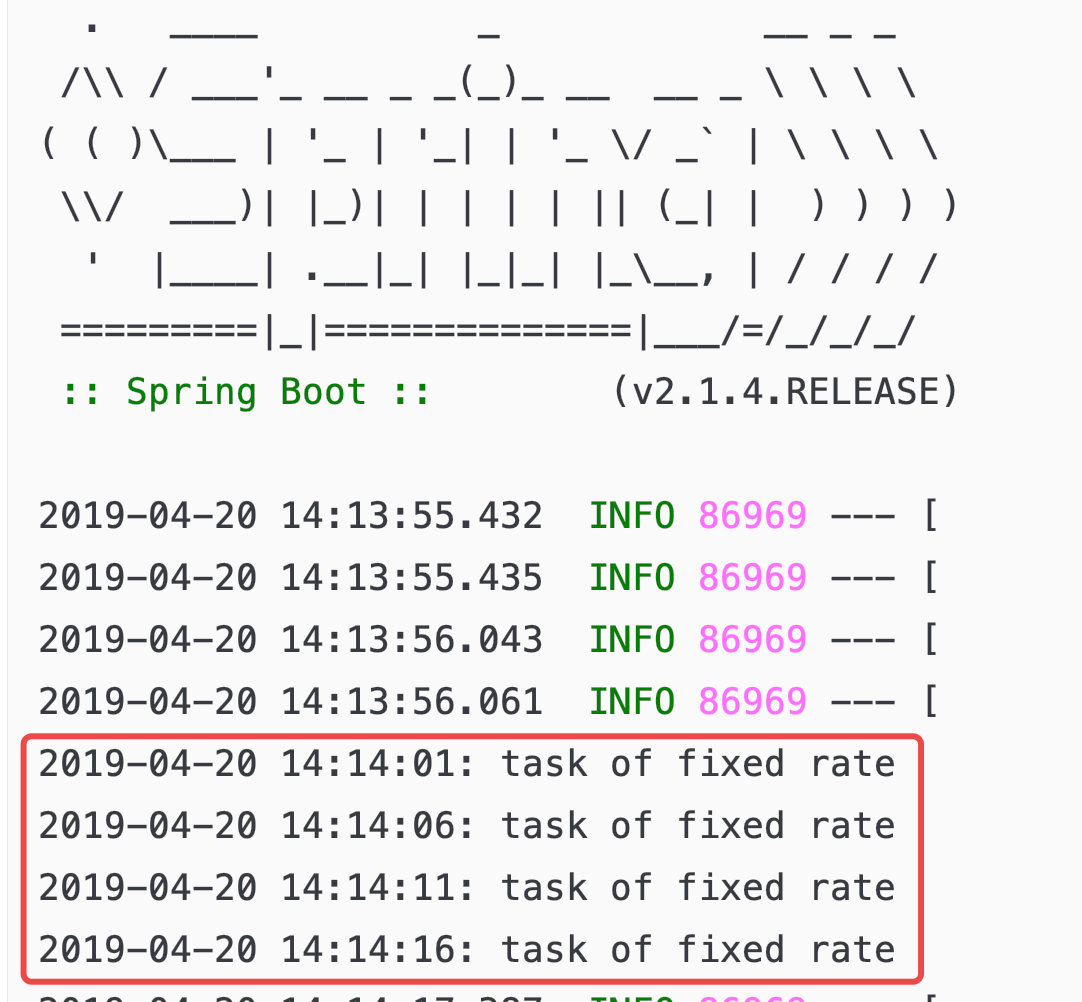 .   ____          _            __ _ _
 /\\ / ___'_ __ _ _(_)_ __  __ _ \ \ \ \
( ( )\___ | '_ | '_| | '_ \/ _` | \ \ \ \
 \\/  ___)| |_)| | | | | || (_| |  ) ) ) )
  '  |____| .__|_| |_|_| |_\__, | / / / /
 =========|_|==============|___/=/_/_/_/
 :: Spring Boot ::        (v2.1.4.RELEASE)
2019-04-20 14:13:55.432  INFO 86969 --- [
2019-04-20 14:13:55.435  INFO 86969 --- [
2019-04-20 14:13:56.043  INFO 86969 --- [
2019-04-20 14:13:56.061  INFO 86969 --- [
2019-04-20 14:14:01: task of fixed rate
2019-04-20 14:14:06: task of fixed rate
2019-04-20 14:14:11: task of fixed rate
2019-04-20 14:14:16: task of fixed rate